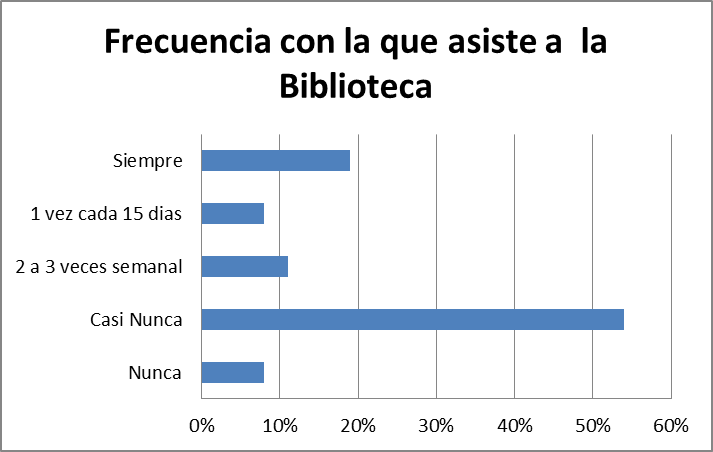 Frecuencia con la que asiste a  la
Biblioteca
Siempre
1 vez cada 15 dias
2 a 3 veces semanal
Casi Nunca
Nunca
0% 10% 20% 30% 40% 50% 60%